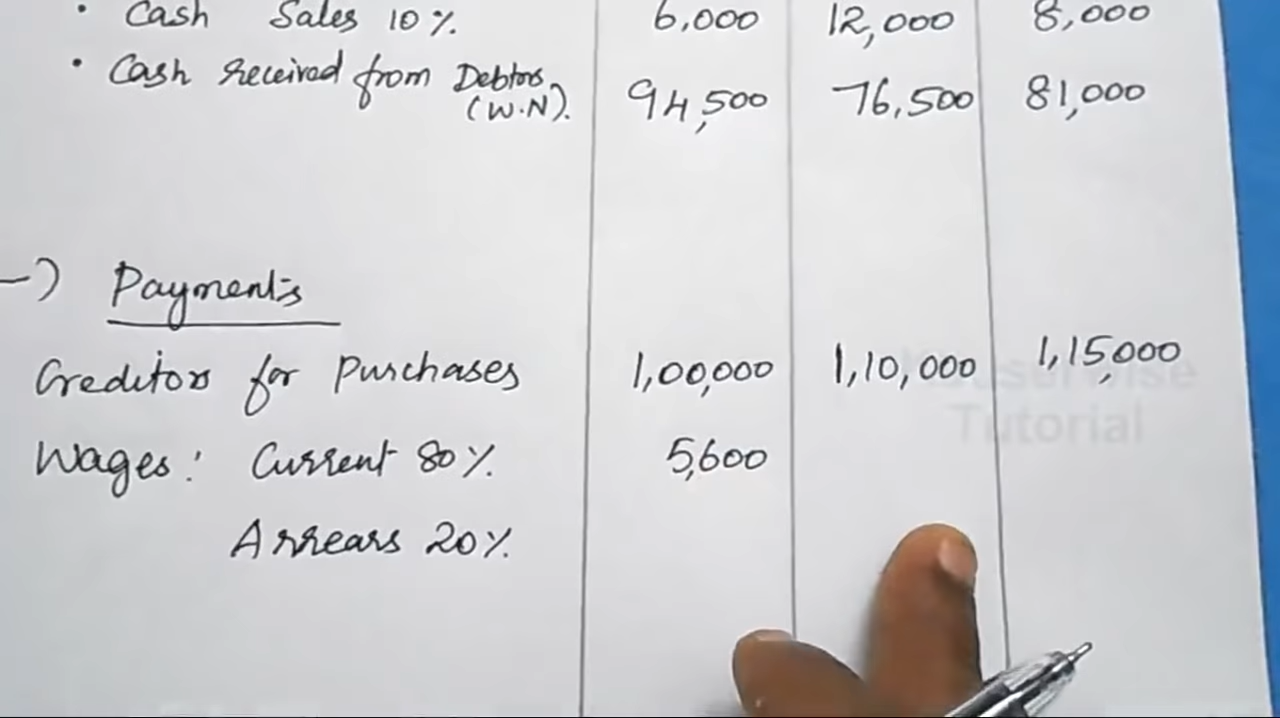 • Cash Sales 10%. 6,000 12,000 8,000
• Cash received from Debtors (W.N). 94,500 76,500 81,000
-) Payments
Creditors for Purchases 1,00,000 1,10,000 1,15,000
Wages: Current 80%. 5,600
Arrears 20%.
Tutorial